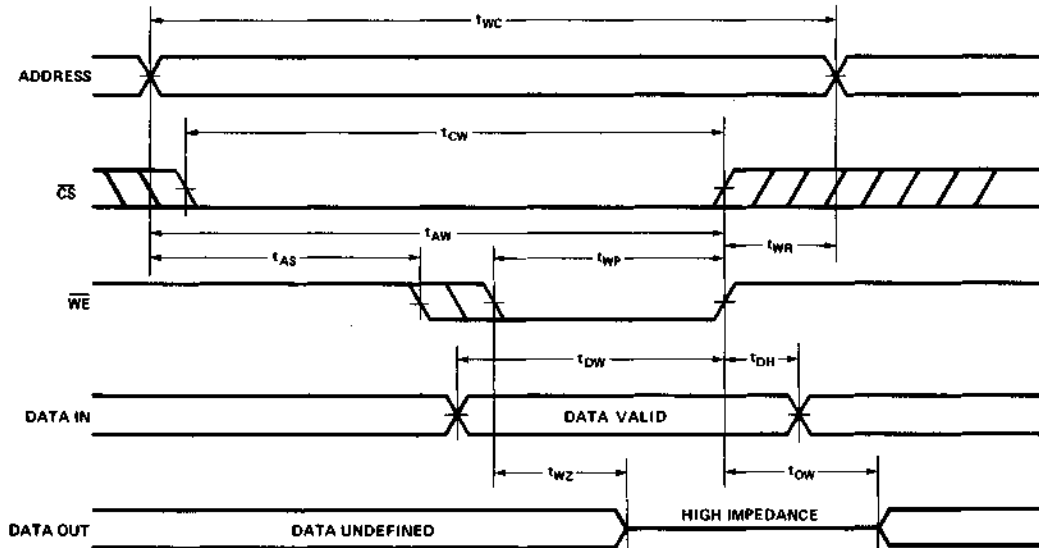 tWC
ADDRESS
tCW
CS
tAW
tAS
tWP
tWR
WE
tDW
tDH
DATA IN
DATA VALID
tWZ
tOW
DATA OUT
DATA UNDEFINED
HIGH IMPEDANCE